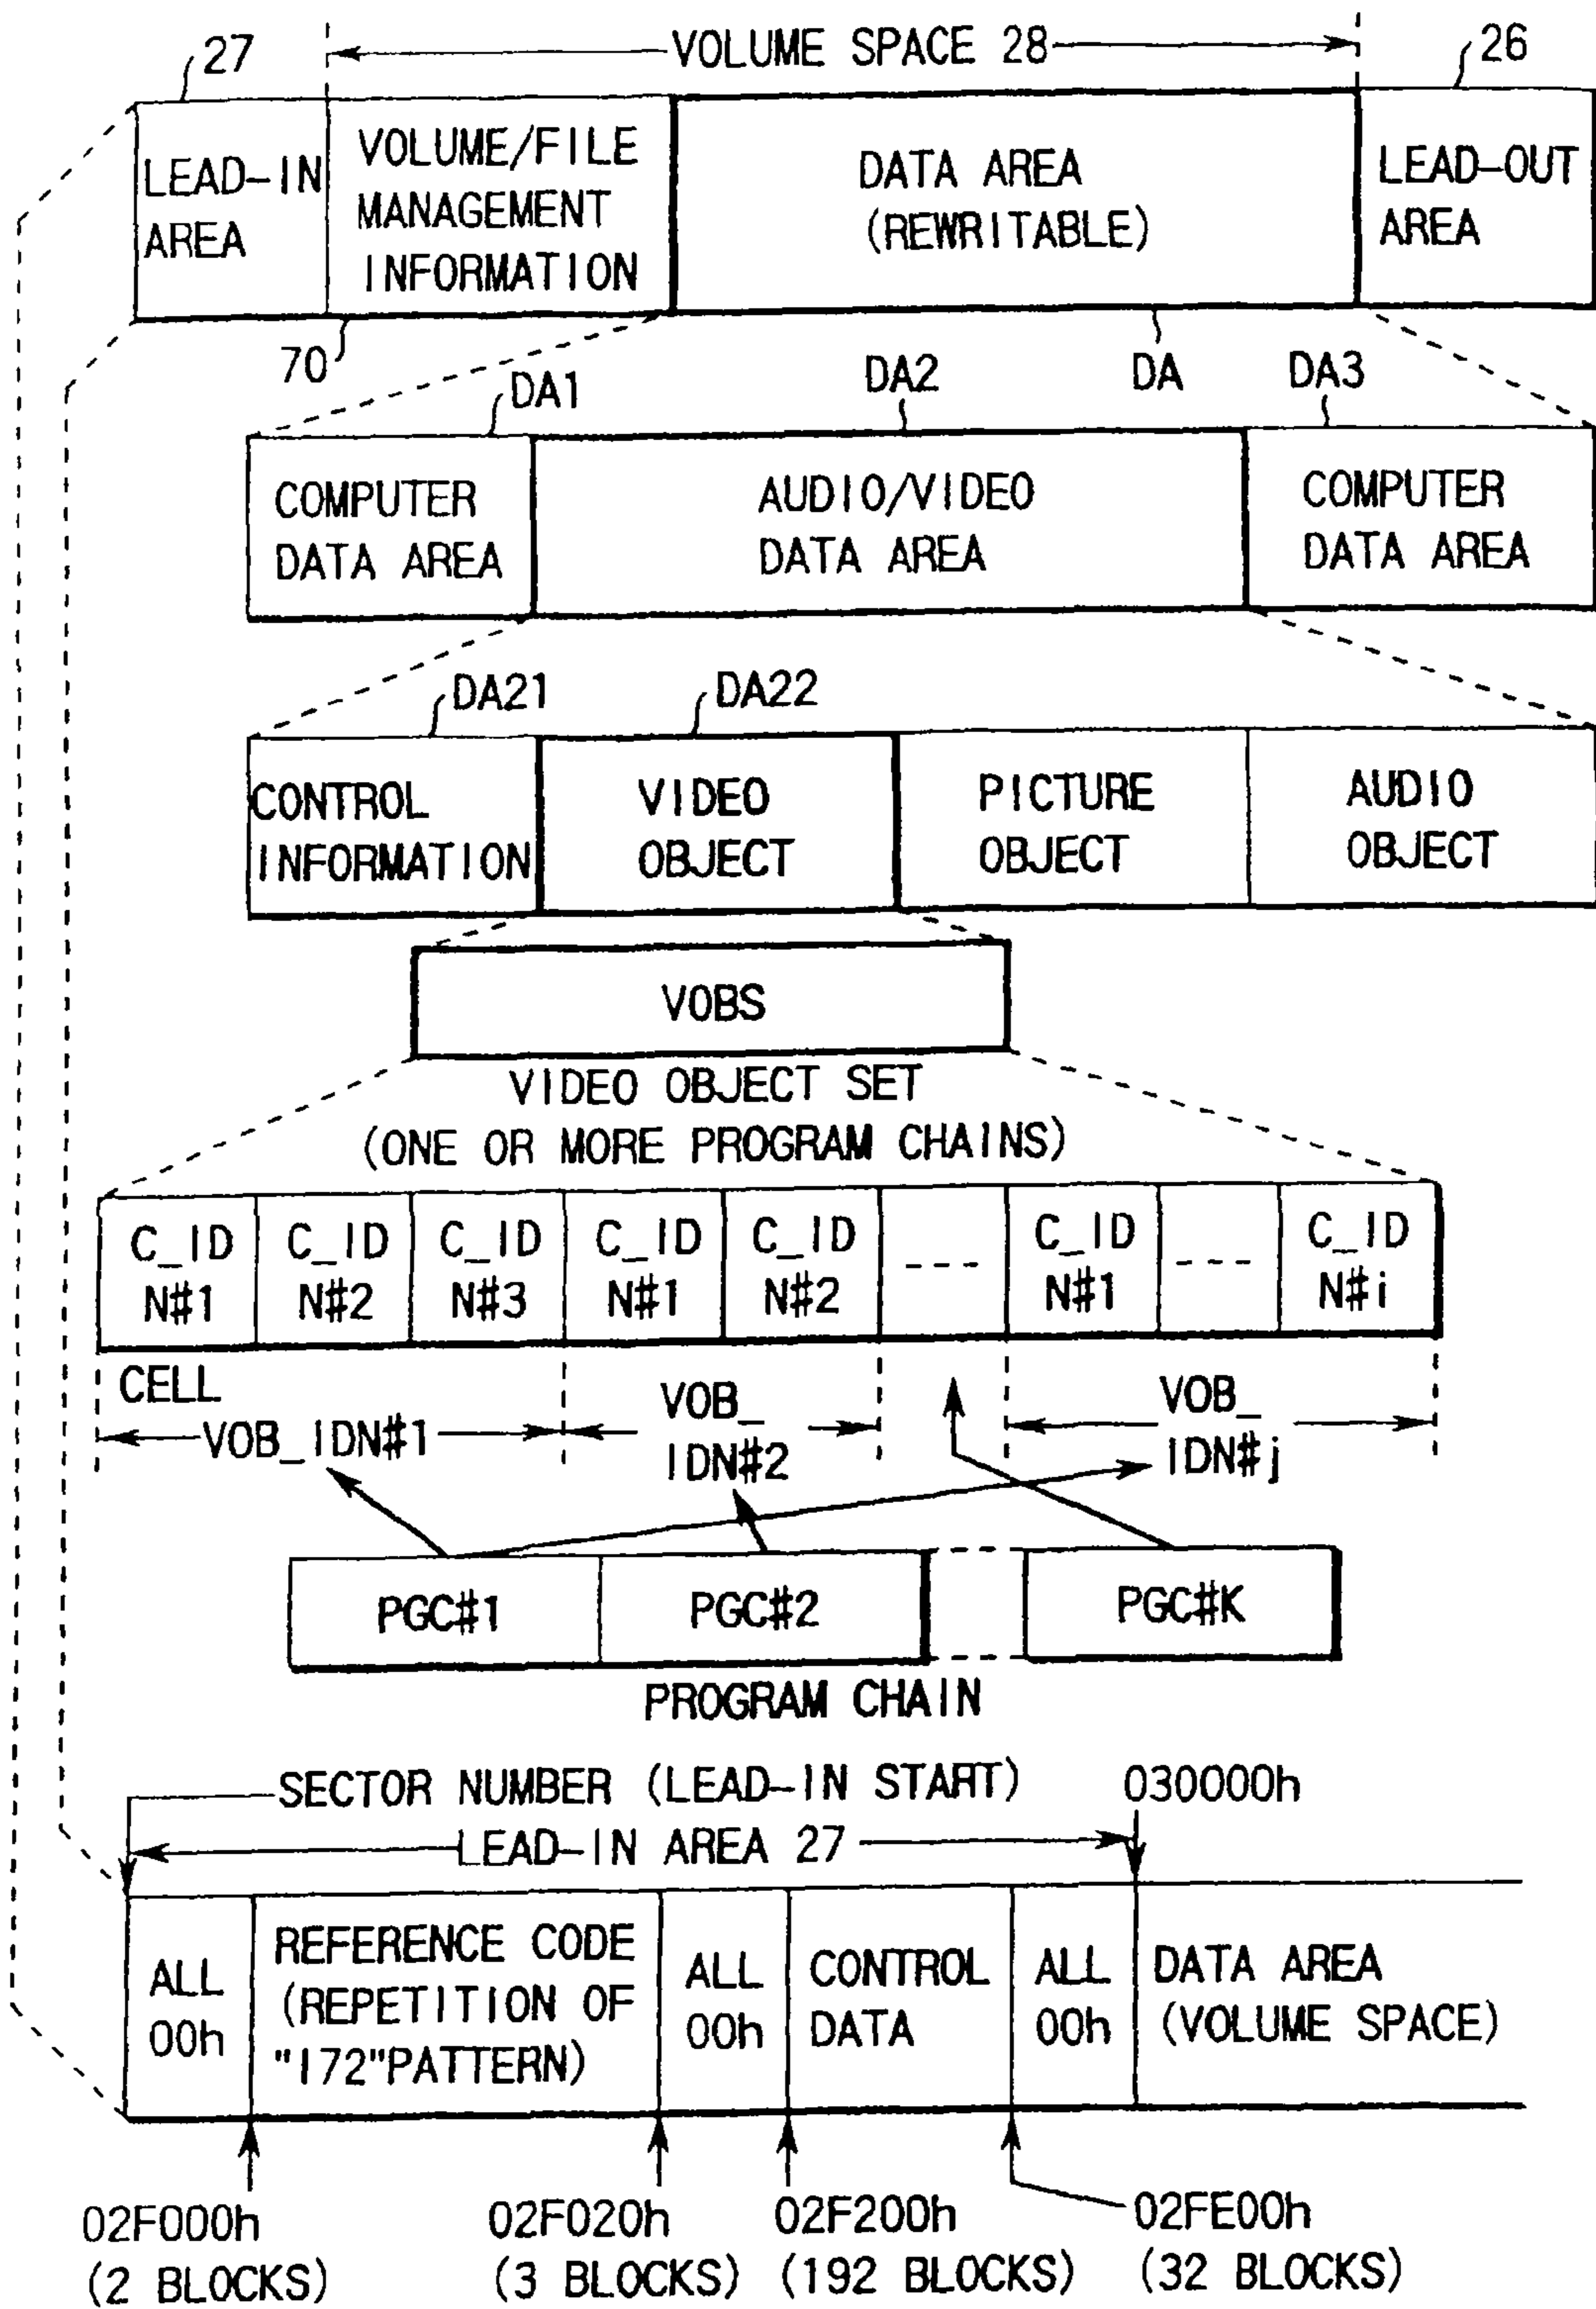 27
VOLUME SPACE 28
26
LEAD-IN
AREA
VOLUME/FILE
MANAGEMENT
INFORMATION
DATA AREA
(REWRITABLE)
LEAD-OUT
AREA
70
DA1
DA2
DA
DA3
COMPUTER
DATA AREA
AUDIO/VIDEO
DATA AREA
COMPUTER
DATA AREA
DA21
DA22
CONTROL
INFORMATION
VIDEO
OBJECT
PICTURE
OBJECT
AUDIO
OBJECT
VOBS
VIDEO OBJECT SET
(ONE OR MORE PROGRAM CHAINS)
C_ID
N#1
C_ID
N#2
C_ID
N#3
C_ID
N#1
C_ID
N#2
----
C_ID
N#1
----
C_ID
N#i
CELL
VOB_IDN#1
VOB_
IDN#2
VOB_
IDN#j
PGC#1
PGC#2
PGC#K
PROGRAM CHAIN
SECTOR NUMBER (LEAD-IN START)
030000h
LEAD-IN AREA 27
ALL
00h
REFERENCE CODE
(REPETITION OF
"172"PATTERN)
ALL
00h
CONTROL
DATA
ALL
00h
DATA AREA
(VOLUME SPACE)
02F000h
(2 BLOCKS)
02F020h
(3 BLOCKS)
02F200h
(192 BLOCKS)
02FE00h
(32 BLOCKS)